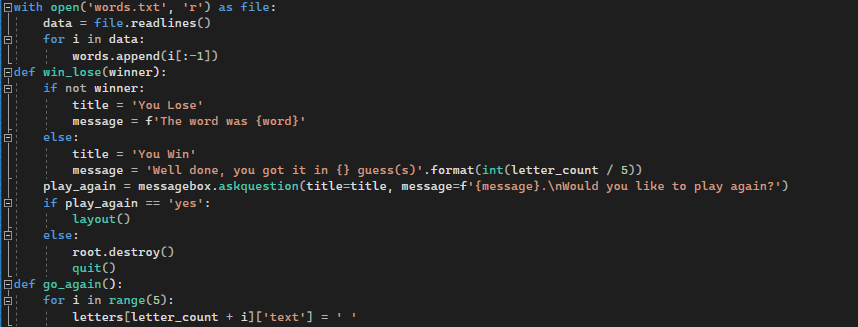 with open('words.txt', 'r') as file:
    data = file.readlines()
    for i in data:
        words.append(i[:-1])
def win_lose(winner):
    if not winner:
        title = 'You Lose'
        message = f'The word was {word}'
    else:
        title = 'You Win'
        message = 'Well done, you got it in {} guess(s)'.format(int(letter_count / 5))
    play_again = messagebox.askquestion(title=title, message=f'{message}.\nWould you like to play again?')
    if play_again == 'yes':
        layout()
    else:
        root.destroy()
        quit()
def go_again():
    for i in range(5):
        letters[letter_count + i]['text'] = ' '